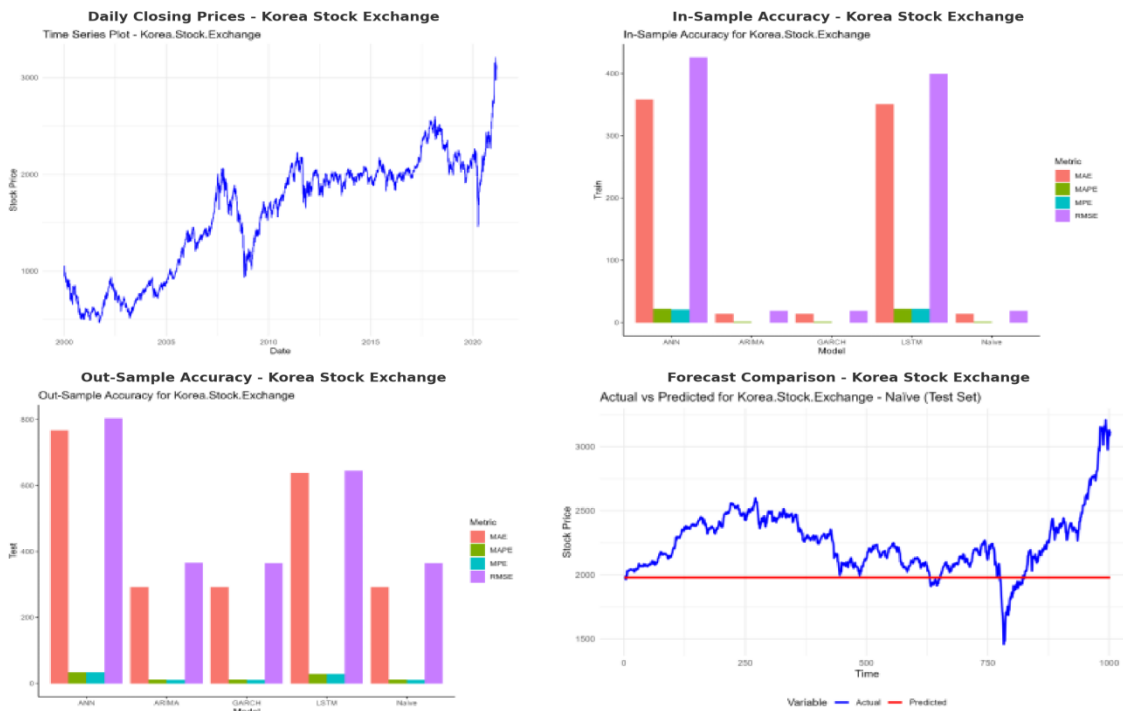 Daily Closing Prices - Korea Stock Exchange
Time Series Plot - Korea.Stock.Exchange
Stock Price
3000
2000
1000
2000
2005
2010
2015
2020
Date
In-Sample Accuracy - Korea Stock Exchange
In-Sample Accuracy for Korea.Stock.Exchange
Train
400
300
200
100
0
ANN
ARIMA
GARCH
LSTM
Naive
Model
Metric
MAE
MAPE
MPE
RMSE
Out-Sample Accuracy - Korea Stock Exchange
Out-Sample Accuracy for Korea.Stock.Exchange
Test
800
600
400
200
0
ANN
ARIMA
GARCH
LSTM
Naive
Model
Metric
MAE
MAPE
MPE
RMSE
Forecast Comparison - Korea Stock Exchange
Actual vs Predicted for Korea.Stock.Exchange - Naïve (Test Set)
Stock Price
3000
2500
2000
1500
0
250
500
750
1000
Time
Variable Actual Predicted